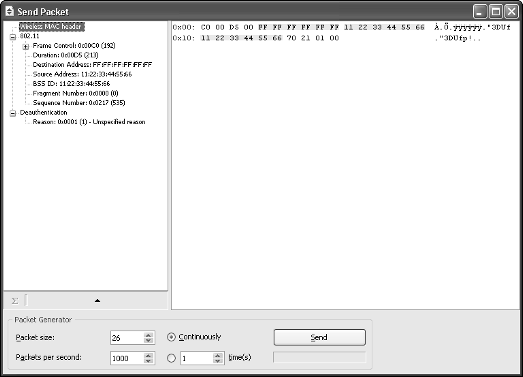 Send Packet
Wireless MAC header
802.11
Frame Control: 0x00C0 (192)
Duration: 0x00D5 (213)
Destination Address: FF:FF:FF:FF:FF:FF
Source Address: 11:22:33:44:55:66
BSS ID: 11:22:33:44:55:66
Fragment Number: 0x0000 (0)
Sequence Number: 0x0217 (535)
Deauthentication
Reason: 0x0001 (1) - Unspecified reason
0x00: C0 00 D5 00 FF FF FF FF FF FF 11 22 33 44 55 66 À.Õ.ÿÿÿÿÿÿ."3DUf
0x10: 11 22 33 44 55 66 70 21 01 00 ."3DUfp!..
Σ
Packet Generator
Packet size: 26 Continuously Send
Packets per second: 1000 1 time(s)